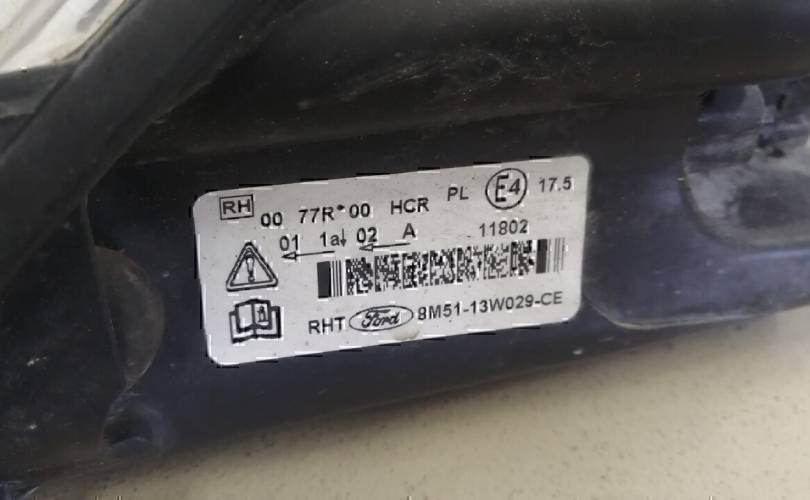 RH 00 77R*00 HCR PL E4 17.5
01 1a↓ 02 A 11802
RHT Ford 8M51-13W029-CE